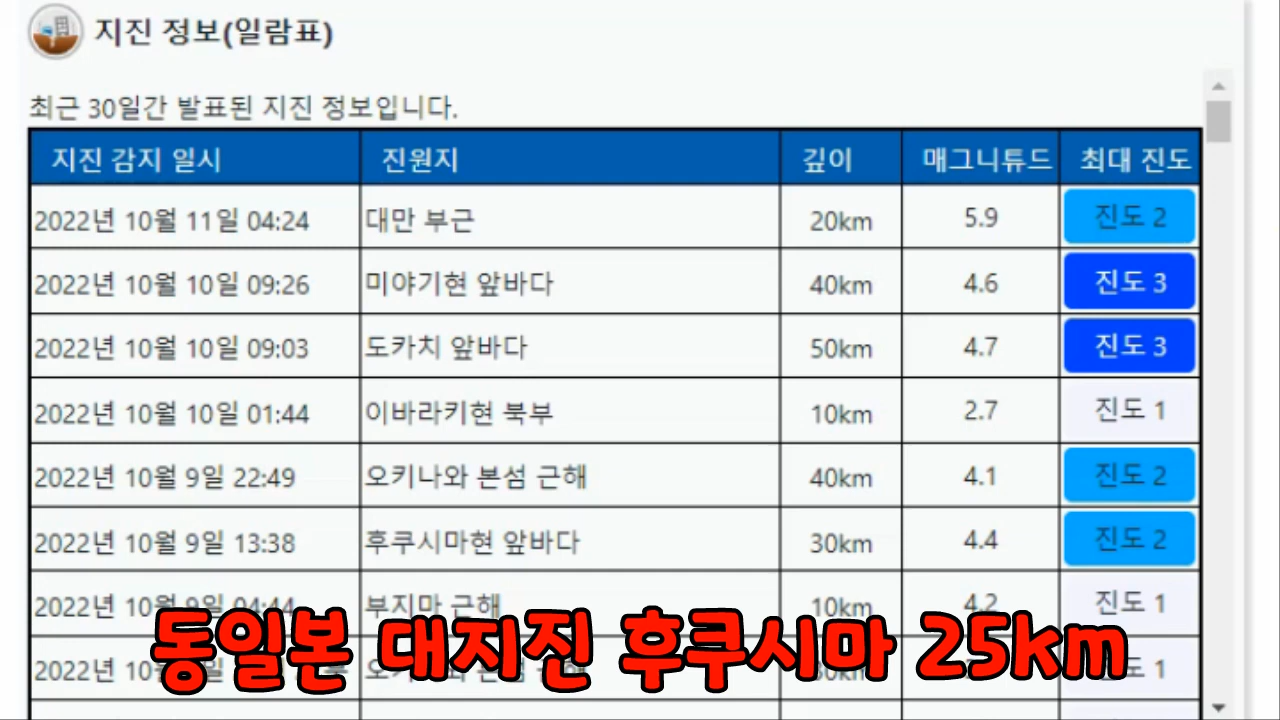 지진 정보(일람표)
최근 30일간 발표된 지진 정보입니다.
지진 감지 일시 진원지 깊이 매그니튜드 최대 진도
2022년 10월 11일 04:24 대만 부근 20km 5.9 진도 2
2022년 10월 10일 09:26 미야기현 앞바다 40km 4.6 진도 3
2022년 10월 10일 09:03 도카치 앞바다 50km 4.7 진도 3
2022년 10월 10일 01:44 이바라키현 북부 10km 2.7 진도 1
2022년 10월 9일 22:49 오키나와 본섬 근해 40km 4.1 진도 2
2022년 10월 9일 13:38 후쿠시마현 앞바다 30km 4.4 진도 2
2022년 10월 9일 04:44 부지마 근해 10km 4.2 진도 1
2022년 10월 1
동일본 대지진 후쿠시마 25km